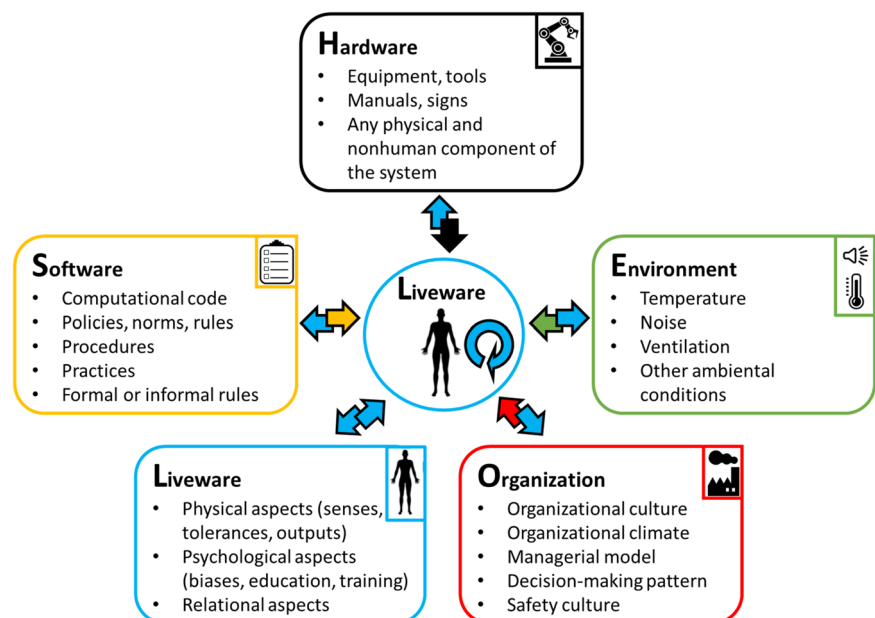 Hardware
• Equipment, tools
• Manuals, signs
• Any physical and
nonhuman component of
the system
Software
• Computational code
• Policies, norms, rules
• Procedures
• Practices
• Formal or informal rules
Liveware
Environment
• Temperature
• Noise
• Ventilation
• Other ambiental
conditions
Liveware
• Physical aspects (senses,
tolerances, outputs)
• Psychological aspects
(biases, education, training)
• Relational aspects
Organization
• Organizational culture
• Organizational climate
• Managerial model
• Decision-making pattern
• Safety culture